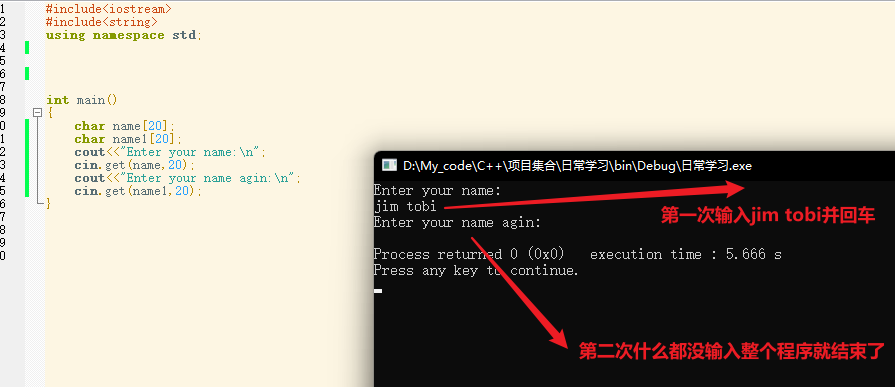 1 #include<iostream>
2 #include<string>
3 using namespace std;
4
5
6
7
8 int main()
9 {
0 char name[20];
1 char name1[20];
2 cout<<"Enter your name:\n";
3 cin.get(name,20);
4 cout<<"Enter your name agin:\n";
5 cin.get(name1,20);
6 }
7
8
9
0
D:\My_code\C++\项目集合\日常学习\bin\Debug\日常学习.exe
Enter your name:
jim tobi
第一次输入jim tobi并回车
Enter your name agin:
Process returned 0 (0x0) execution time : 5.666 s
Press any key to continue.
第二次什么都没输入整个程序就结束了